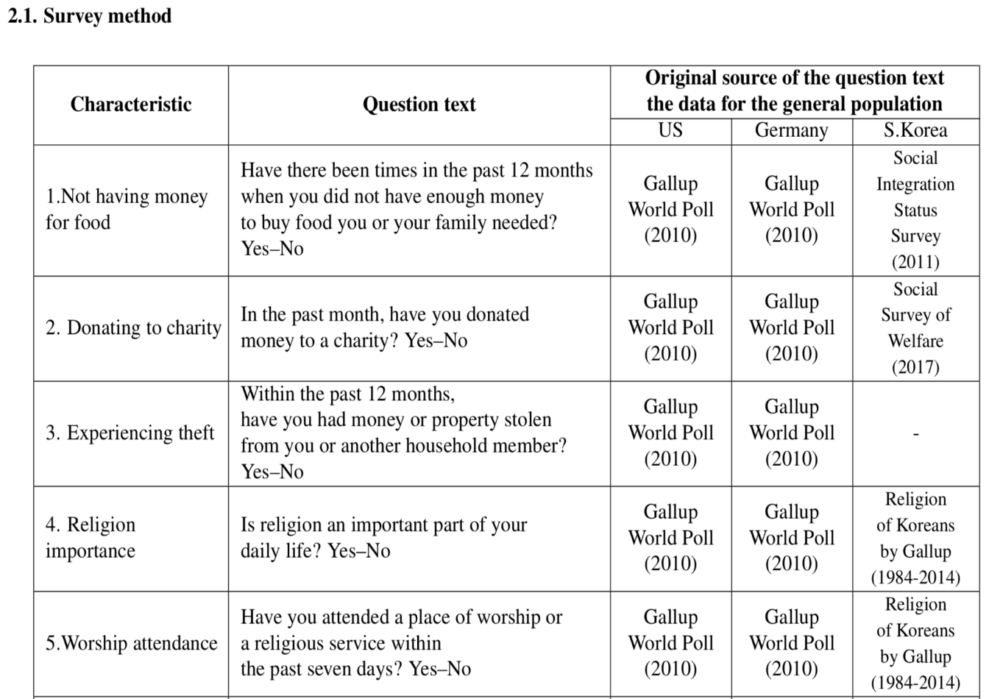 2.1. Survey method
Characteristic
Question text
Original source of the question text
the data for the general population
US
Germany
S.Korea
1.Not having money
for food
Have there been times in the past 12 months
when you did not have enough money
to buy food you or your family needed?
Yes–No
Gallup
World Poll
(2010)
Gallup
World Poll
(2010)
Social
Integration
Status
Survey
(2011)
2. Donating to charity
In the past month, have you donated
money to a charity? Yes–No
Gallup
World Poll
(2010)
Gallup
World Poll
(2010)
Social
Survey of
Welfare
(2017)
3. Experiencing theft
Within the past 12 months,
have you had money or property stolen
from you or another household member?
Yes–No
Gallup
World Poll
(2010)
Gallup
World Poll
(2010)
-
4. Religion
importance
Is religion an important part of your
daily life? Yes–No
Gallup
World Poll
(2010)
Gallup
World Poll
(2010)
Religion
of Koreans
by Gallup
(1984-2014)
5.Worship attendance
Have you attended a place of worship or
a religious service within
the past seven days? Yes–No
Gallup
World Poll
(2010)
Gallup
World Poll
(2010)
Religion
of Koreans
by Gallup
(1984-2014)